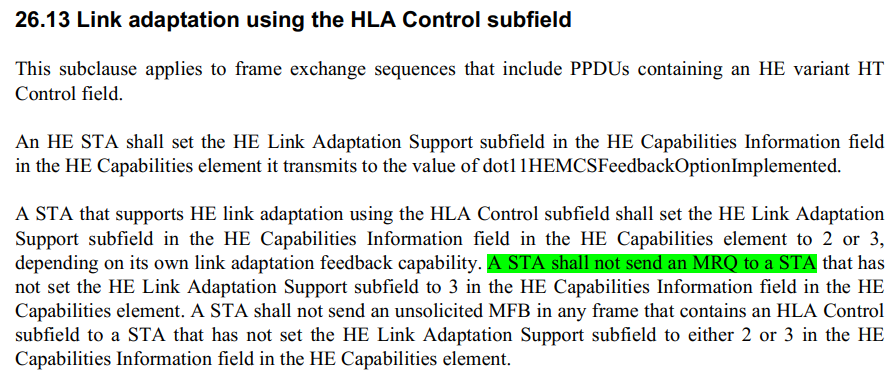 26.13 Link adaptation using the HLA Control subfield
This subclause applies to frame exchange sequences that include PPDUs containing an HE variant HT
Control field.
An HE STA shall set the HE Link Adaptation Support subfield in the HE Capabilities Information field
in the HE Capabilities element it transmits to the value of dot11HEMCSFeedbackOptionImplemented.
A STA that supports HE link adaptation using the HLA Control subfield shall set the HE Link Adaptation
Support subfield in the HE Capabilities Information field in the HE Capabilities element to 2 or 3,
depending on its own link adaptation feedback capability. A STA shall not send an MRQ to a STA that has
not set the HE Link Adaptation Support subfield to 3 in the HE Capabilities Information field in the HE
Capabilities element. A STA shall not send an unsolicited MFB in any frame that contains an HLA Control
subfield to a STA that has not set the HE Link Adaptation Support subfield to either 2 or 3 in the HE
Capabilities Information field in the HE Capabilities element.